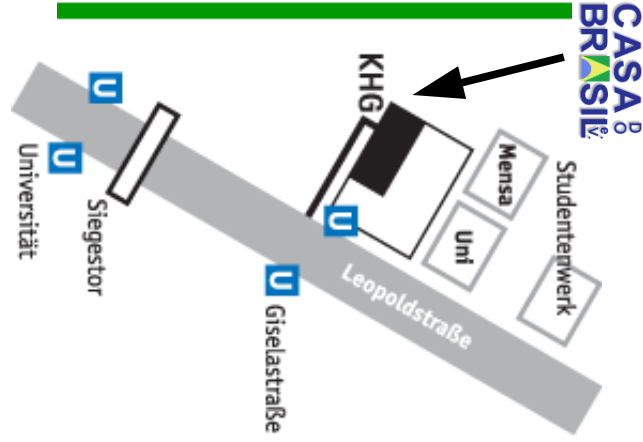 CASA DO
BRASIL e.V.
KHG
Mensa
Studentenwerk
Uni
U
U
Universität
Siegestor
U
U
Giselastraße
Leopoldstraße